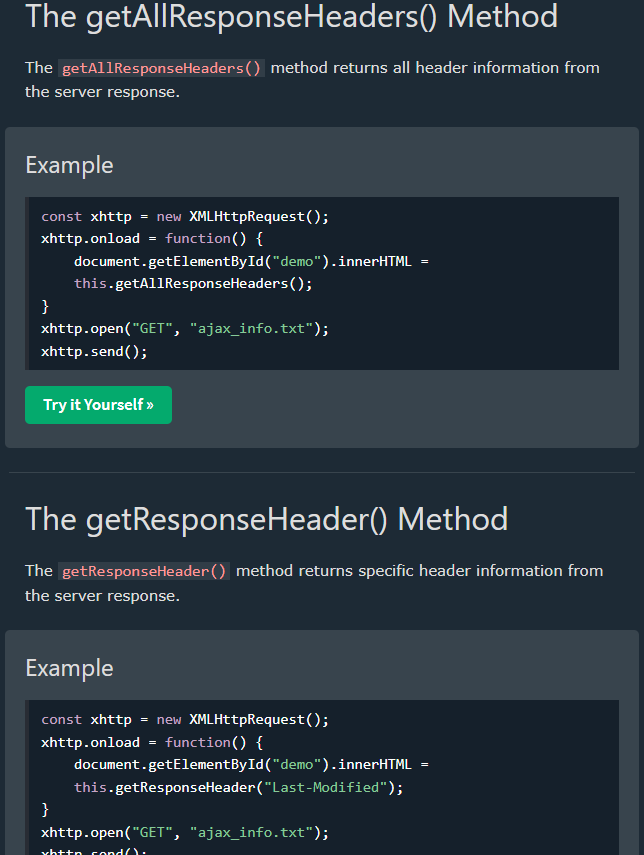 The getAllResponseHeaders() Method
The getAllResponseHeaders() method returns all header information from
the server response.
Example
const xhttp = new XMLHttpRequest();
xhttp.onload = function() {
    document.getElementById("demo").innerHTML =
    this.getAllResponseHeaders();
}
xhttp.open("GET", "ajax_info.txt");
xhttp.send();
Try it Yourself »
The getResponseHeader() Method
The getResponseHeader() method returns specific header information from
the server response.
Example
const xhttp = new XMLHttpRequest();
xhttp.onload = function() {
    document.getElementById("demo").innerHTML =
    this.getResponseHeader("Last-Modified");
}
xhttp.open("GET", "ajax_info.txt");
xhttp.send();